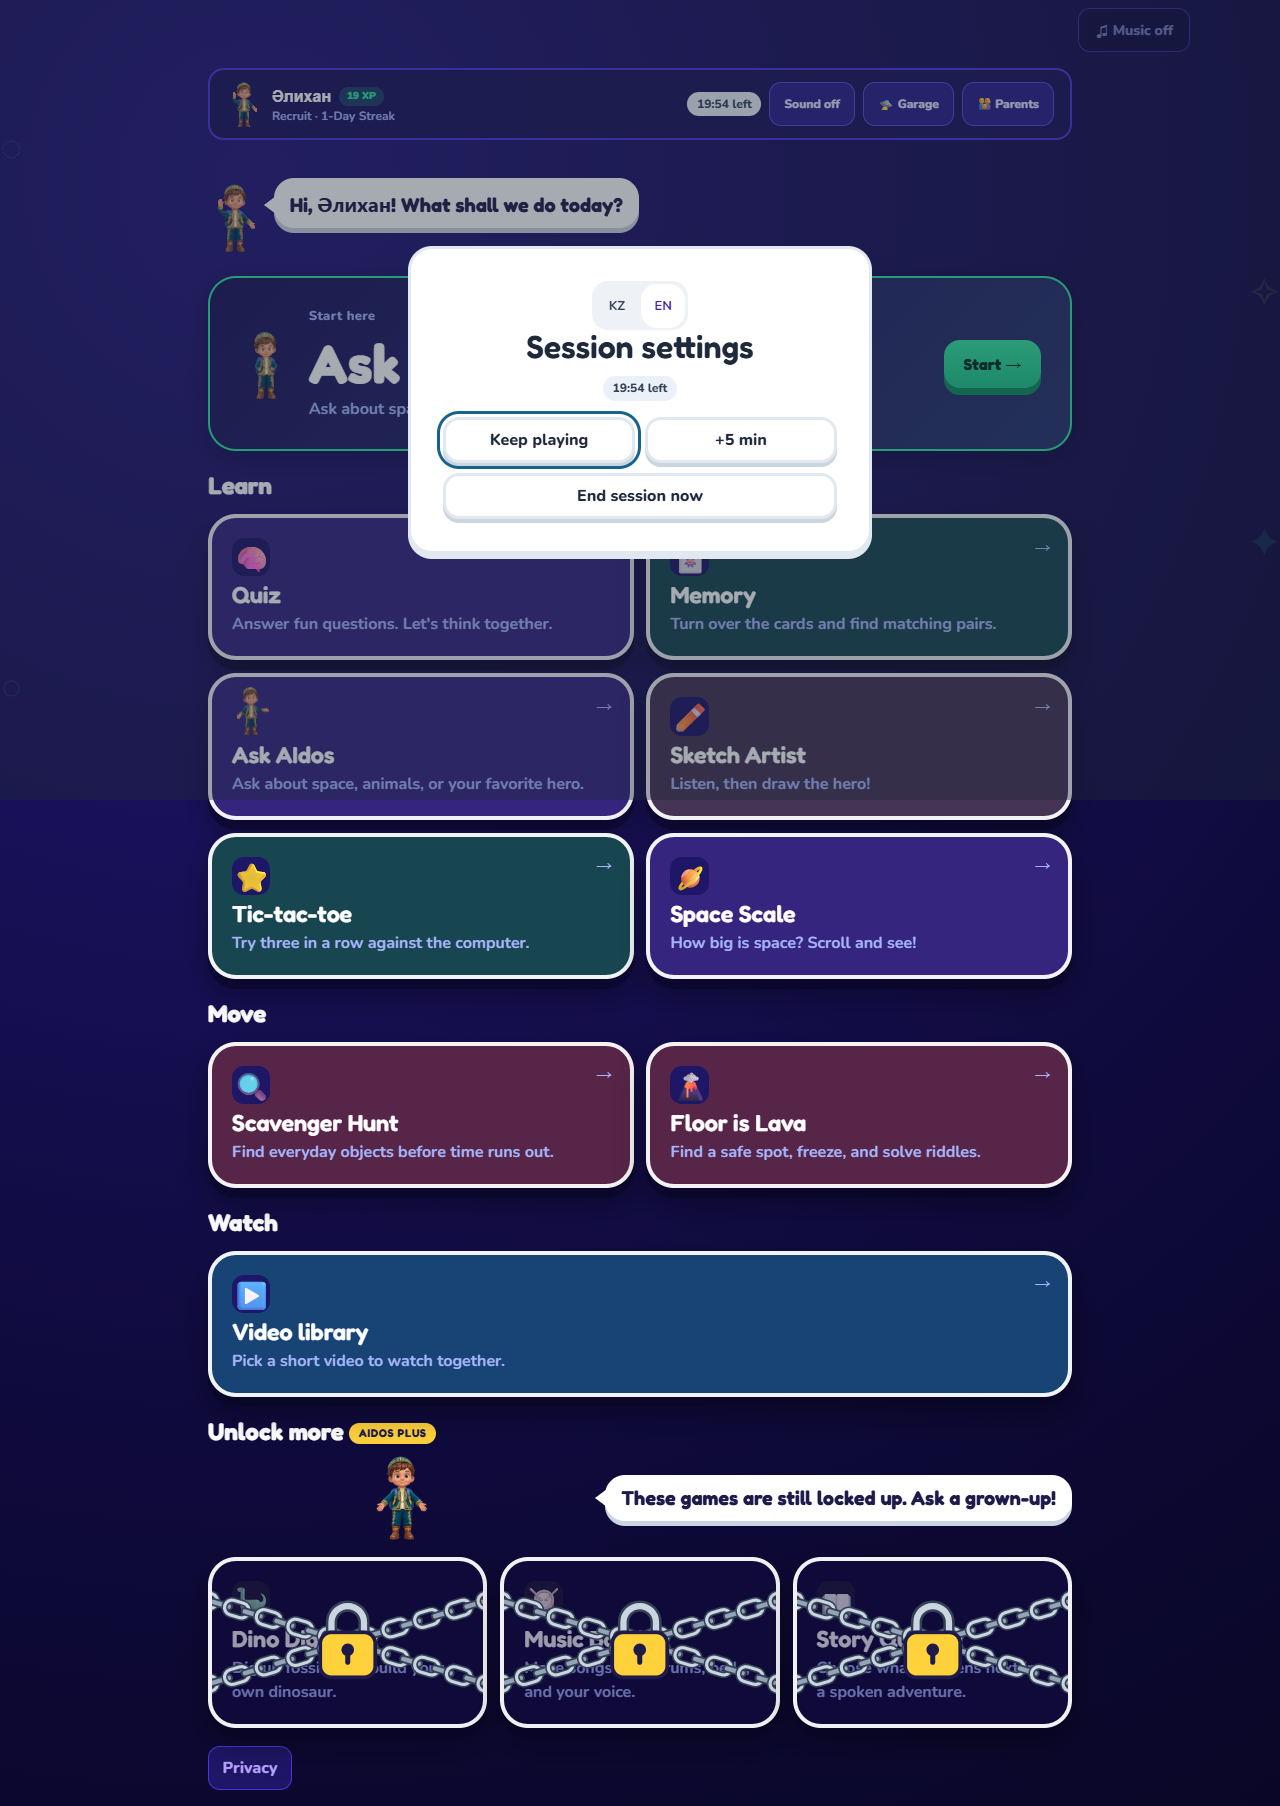 ♫ Music off
Әлихан 19 XP
Recruit · 1-Day Streak
19:54 left
Sound off
Garage
Parents
Hi, Әлихан! What shall we do today?
Start here
Ask
Ask about
Start →
KZ EN
Session settings
19:54 left
Keep playing
+5 min
End session now
Learn
Quiz
Answer fun questions. Let's think together.
→
Memory
Turn over the cards and find matching pairs.
→
Ask Aldos
Ask about space, animals, or your favorite hero.
→
Sketch Artist
Listen, then draw the hero!
→
Tic-tac-toe
Try three in a row against the computer.
→
Space Scale
How big is space? Scroll and see!
Move
→
Scavenger Hunt
Find everyday objects before time runs out.
→
Floor is Lava
Find a safe spot, freeze, and solve riddles.
Watch
→
Video library
Pick a short video to watch together.
Unlock more AIDOS PLUS
These games are still locked up. Ask a grown-up!
Dino
own dinosaur.
Music
and your voice.
Story
a spoken adventure.
Privacy